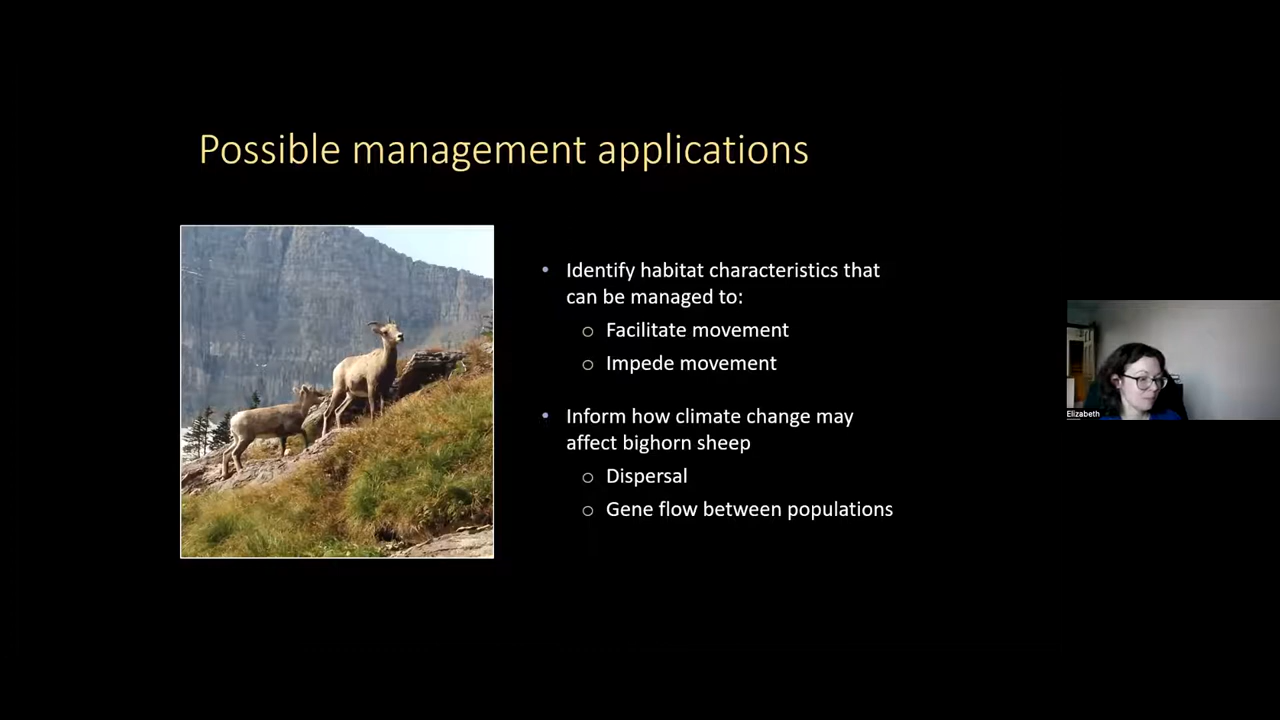 Possible management applications
• Identify habitat characteristics that
can be managed to:
o Facilitate movement
o Impede movement
• Inform how climate change may
affect bighorn sheep
o Dispersal
o Gene flow between populations
Elizabeth